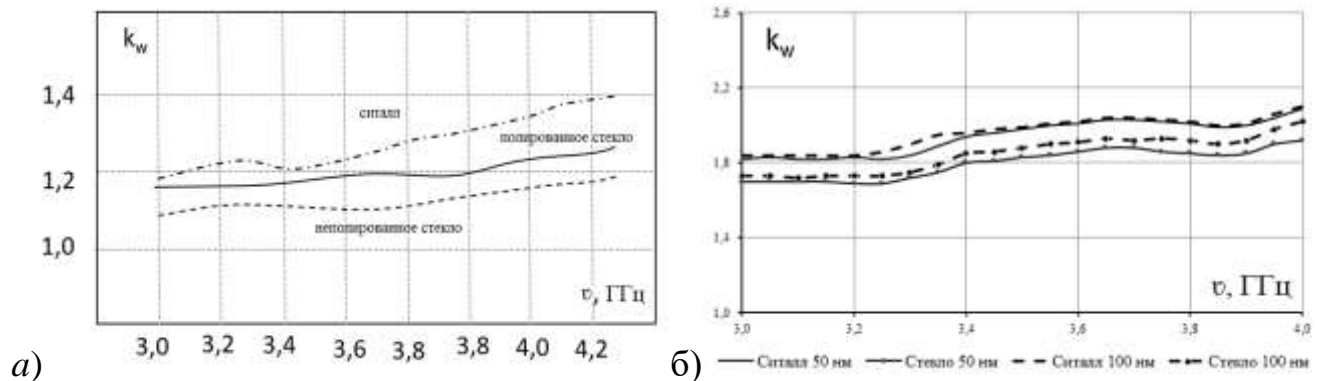 k_w
1,4
1,2
1,0
ситалл
полированное стекло
неполированное стекло
υ, ГГц
3,0 3,2 3,4 3,6 3,8 3,8 4,0 4,2
а)
2,6
k_w
2,2
1,8
1,4
1,0
υ, ГГц
3,0 3,2 3,4 3,6 3,8 4,0
б)
Ситалл 50 нм Стекло 50 нм Ситалл 100 нм Стекло 100 нм